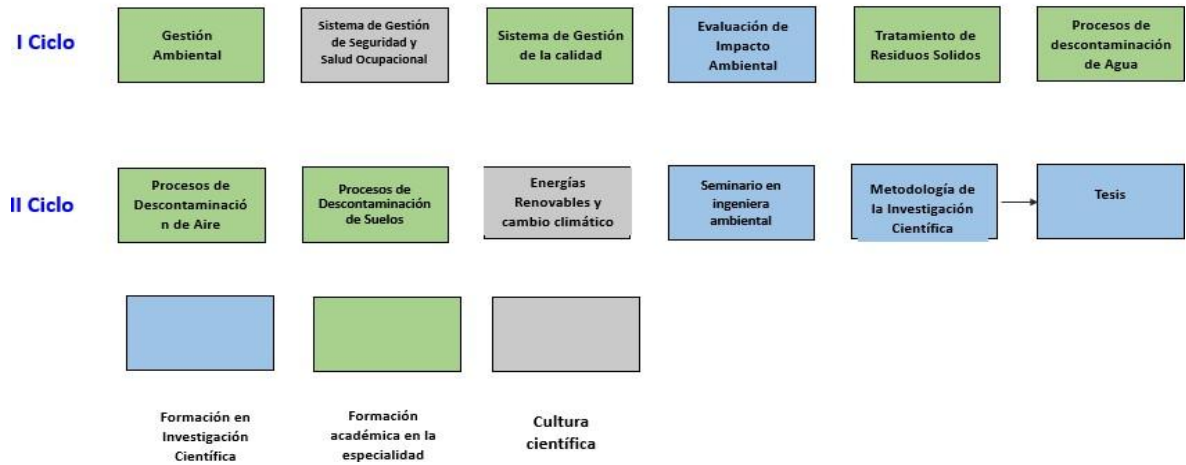 I Ciclo
Gestión
Ambiental
Sistema de Gestión
de Seguridad y
Salud Ocupacional
Sistema de Gestión
de la calidad
Evaluación de
Impacto
Ambiental
Tratamiento de
Residuos Solidos
Procesos de
descontaminación
de Agua
II Ciclo
Procesos de
Descontaminació
n de Aire
Procesos de
Descontaminación
de Suelos
Energías
Renovables y
cambio climático
Seminario en
ingeniera
ambiental
Metodología de
la Investigación
Científica
Tesis
Formación en
Investigación
Científica
Formación
académica en la
especialidad
Cultura
científica